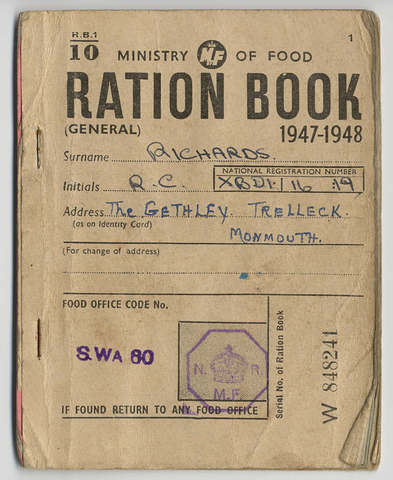 R.B.1
10
1
MINISTRY MF OF FOOD
RATION BOOK
(GENERAL) 1947-1948
Surname RICHARDS.
NATIONAL REGISTRATION NUMBER
Initials R.C. XBDI 16 19
Address The GETHLEY. TRELLECK.
(as on Identity Card)
MONMOUTH.
(For change of address)
FOOD OFFICE CODE No.
S.WA 80
N. R.
M.F.
IF FOUND RETURN TO ANY FOOD OFFICE
Serial No. of Ration Book
W 848241